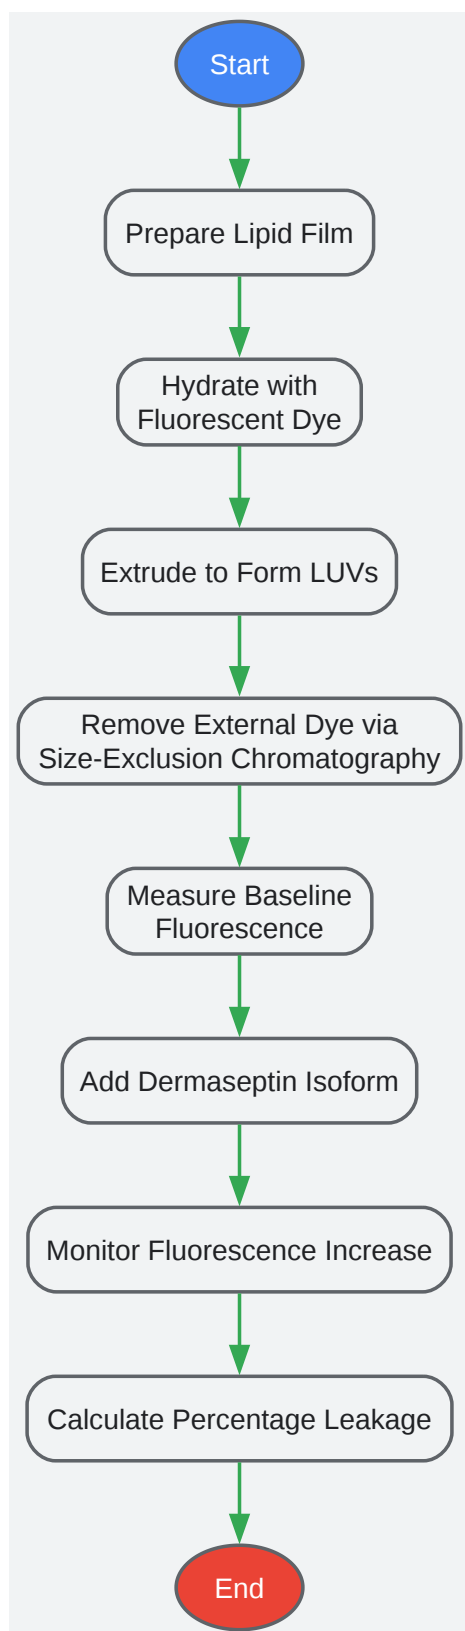 Start
Prepare Lipid Film
Hydrate with
Fluorescent Dye
Extrude to Form LUVs
Remove External Dye via
Size-Exclusion Chromatography
Measure Baseline
Fluorescence
Add Dermaseptin Isoform
Monitor Fluorescence Increase
Calculate Percentage Leakage
End